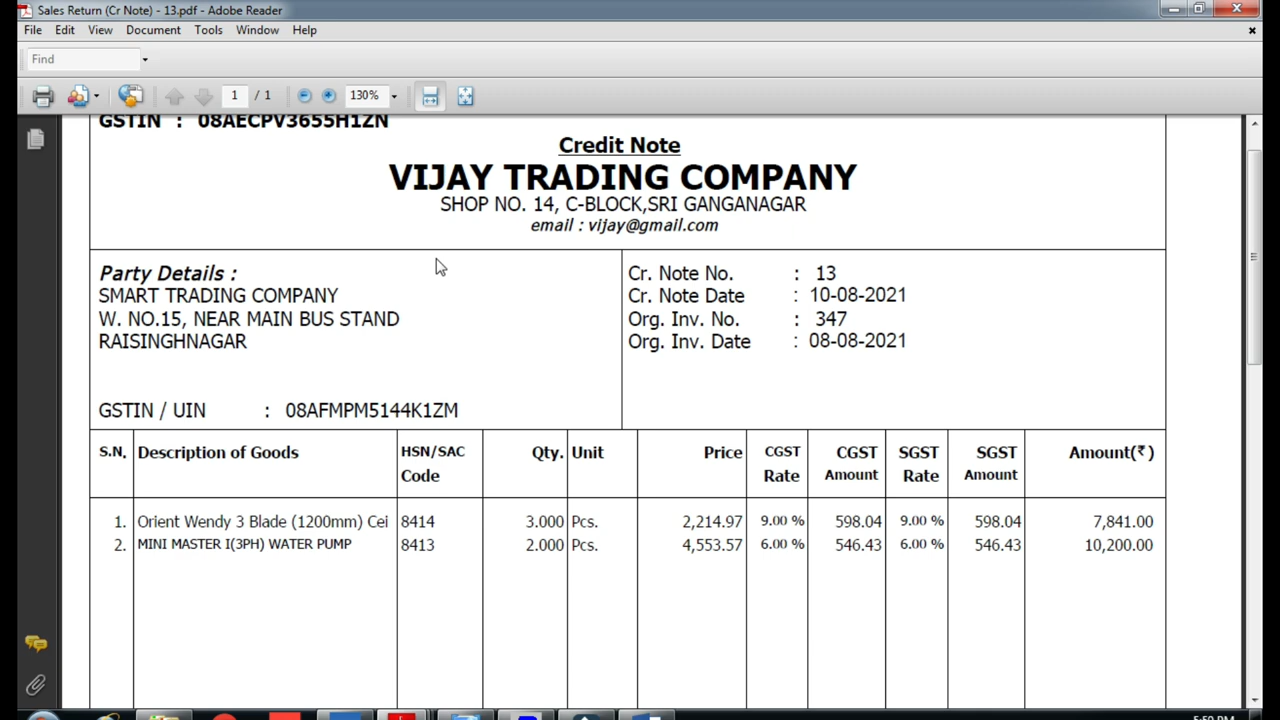 Sales Return (Cr Note) - 13.pdf - Adobe Reader
File Edit View Document Tools Window Help
Find
1 / 1 130%
GSTIN : 08AECPV3655H1ZN
Credit Note
VIJAY TRADING COMPANY
SHOP NO. 14, C-BLOCK,SRI GANGANAGAR
email : vijay@gmail.com
Party Details :
SMART TRADING COMPANY
W. NO.15, NEAR MAIN BUS STAND
RAISINGHNAGAR
GSTIN / UIN : 08AFMPM5144K1ZM
Cr. Note No. : 13
Cr. Note Date : 10-08-2021
Org. Inv. No. : 347
Org. Inv. Date : 08-08-2021
S.N. Description of Goods HSN/SAC Code Qty. Unit Price CGST Rate CGST Amount SGST Rate SGST Amount Amount(₹)
1. Orient Wendy 3 Blade (1200mm) Cei 8414 3.000 Pcs. 2,214.97 9.00 % 598.04 9.00 % 598.04 7,841.00
2. MINI MASTER I(3PH) WATER PUMP 8413 2.000 Pcs. 4,553.57 6.00 % 546.43 6.00 % 546.43 10,200.00
5:50 PM